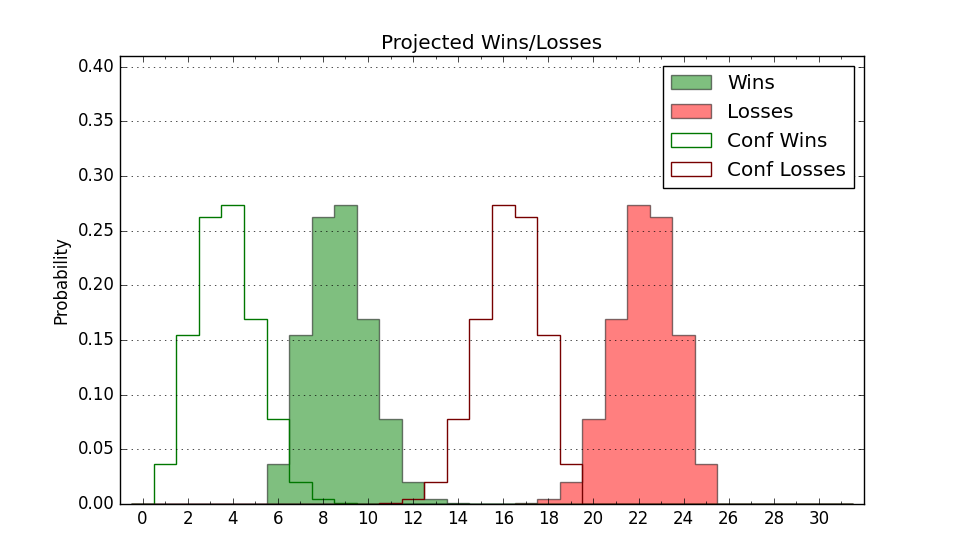 Projected Wins/Losses
Probability
0.40
0.35
0.30
0.25
0.20
0.15
0.10
0.05
0.00
0 2 4 6 8 10 12 14 16 18 20 22 24 26 28 30
Wins
Losses
Conf Wins
Conf Losses